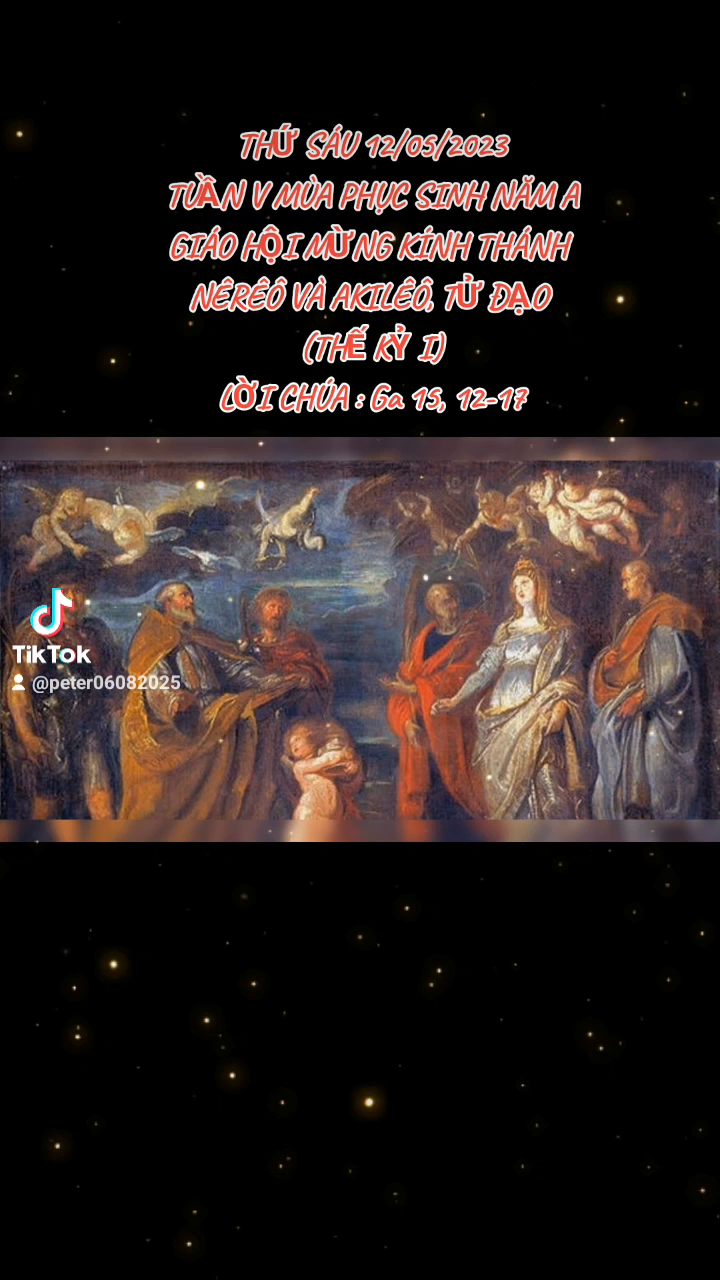 THỨ SÁU 12/05/2023
TUẦN V MÙA PHỤC SINH NĂM A
GIÁO HỘI MỪNG KÍNH THÁNH
NÊRÊÔ VÀ AKILÊÔ, TỬ ĐẠO
(THẾ KỶ I)
LỜI CHÚA : Ga 15, 12-17
TikTok
@peter06082025